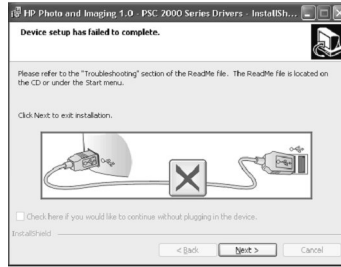 HP Photo and Imaging 1.0 - PSC 2000 Series Drivers - InstallSh...
Device setup has failed to complete.
Please refer to the "Troubleshooting" section of the ReadMe file. The ReadMe file is located on
the CD or under the Start menu.
Click Next to exit installation.
Check here if you would like to continue without plugging in the device.
InstallShield
< Back Next > Cancel